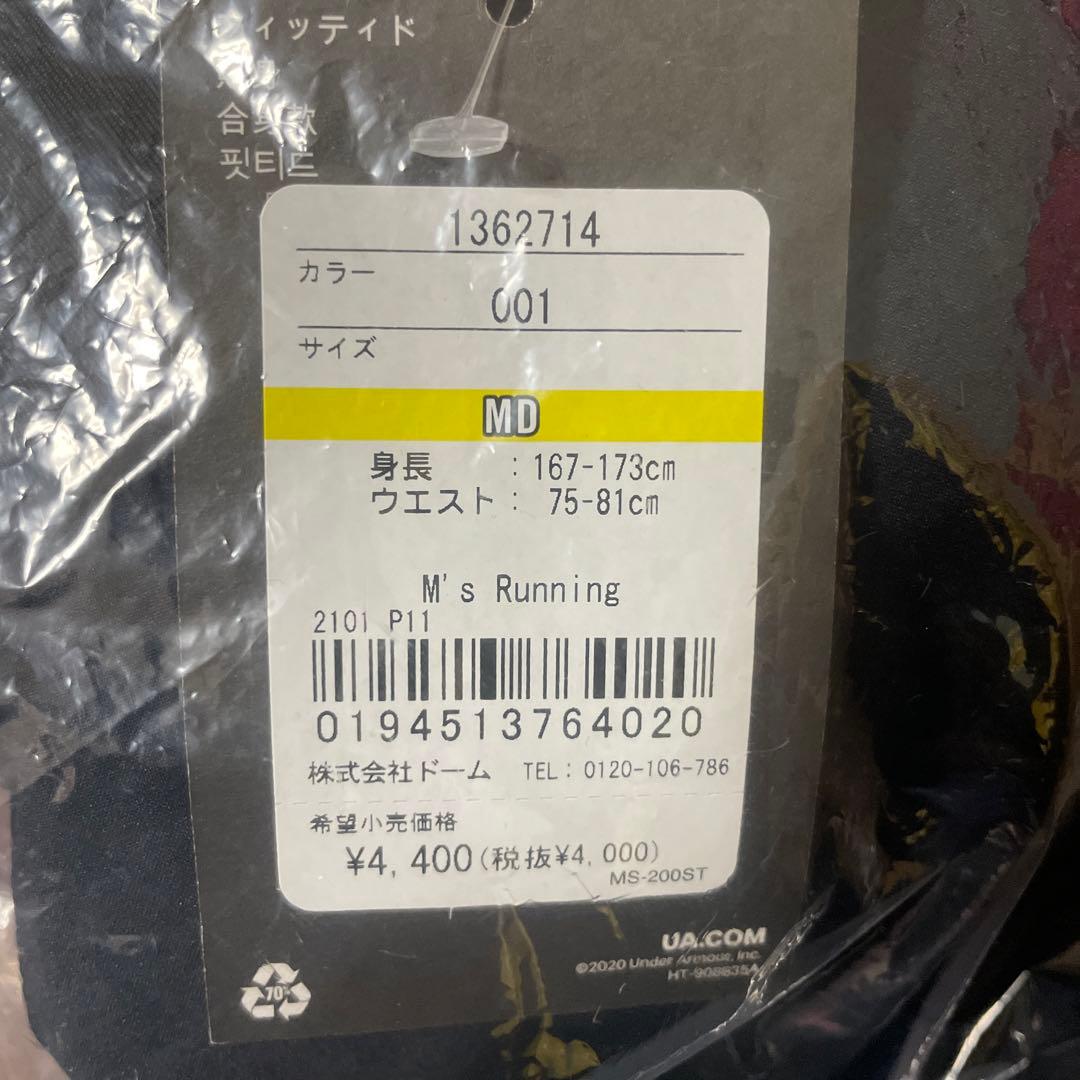 ィッティド
合身款
핏티드
1362714
カラー
001
サイズ
MD
身長 : 167-173cm
ウエスト : 75-81cm
M's Running
2101 P11
0194513764020
株式会社ドーム TEL: 0120-106-786
希望小売価格
¥4,400(税抜¥4,000)
MS-200ST
UA.COM
©2020 Under Armour, Inc.
HT-908635A
70%